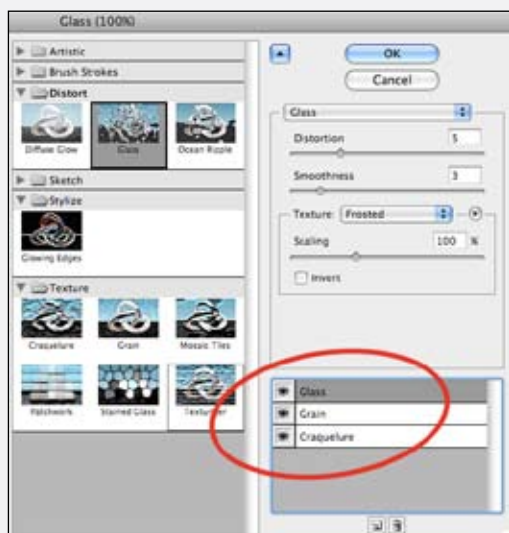 Glass (100%)
Artistic
Brush Strokes
Distort
Diffuse Glow
Glass
Ocean Ripple
Sketch
Stylize
Glowing Edges
Texture
Craquelure
Grain
Mosaic Tiles
Patchwork
Stained Glass
Texturizer
OK
Cancel
Glass
Distortion 5
Smoothness 3
Texture: Frosted
Scaling 100 %
Invert
Glass
Grain
Craquelure